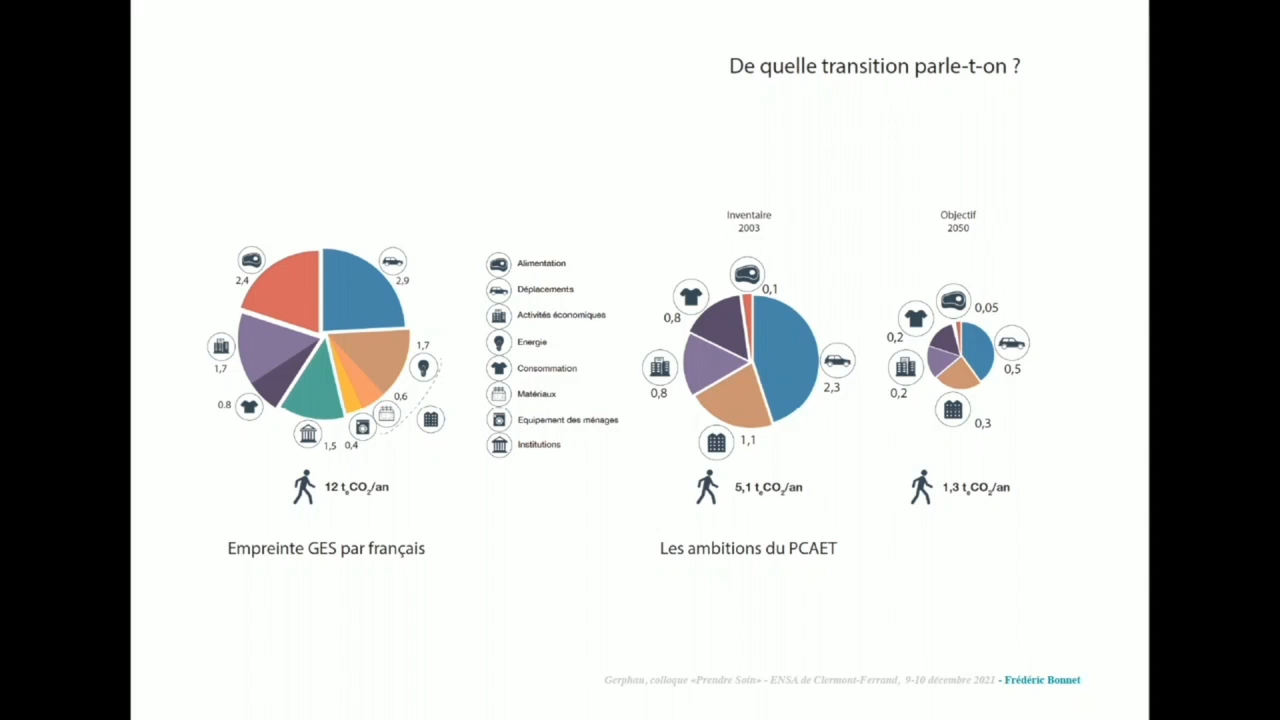 De quelle transition parle-t-on ?
Inventaire
2003
Objectif
2050
2,4
2,9
1,7
0.8
1,5
0,4
0,6
1,7
12 teCO2/an
Empreinte GES par français
Alimentation
Déplacements
Activités économiques
Energie
Consommation
Matériaux
Equipement des ménages
Institutions
0,1
0,8
0,8
2,3
1,1
5,1 teCO2/an
Les ambitions du PCAET
0,05
0,2
0,5
0,2
0,3
1,3 teCO2/an
Gerphau, colloque «Prendre Soin» - ENSA de Clermont-Ferrand, 9-10 décembre 2021 - Frédéric Bonnet